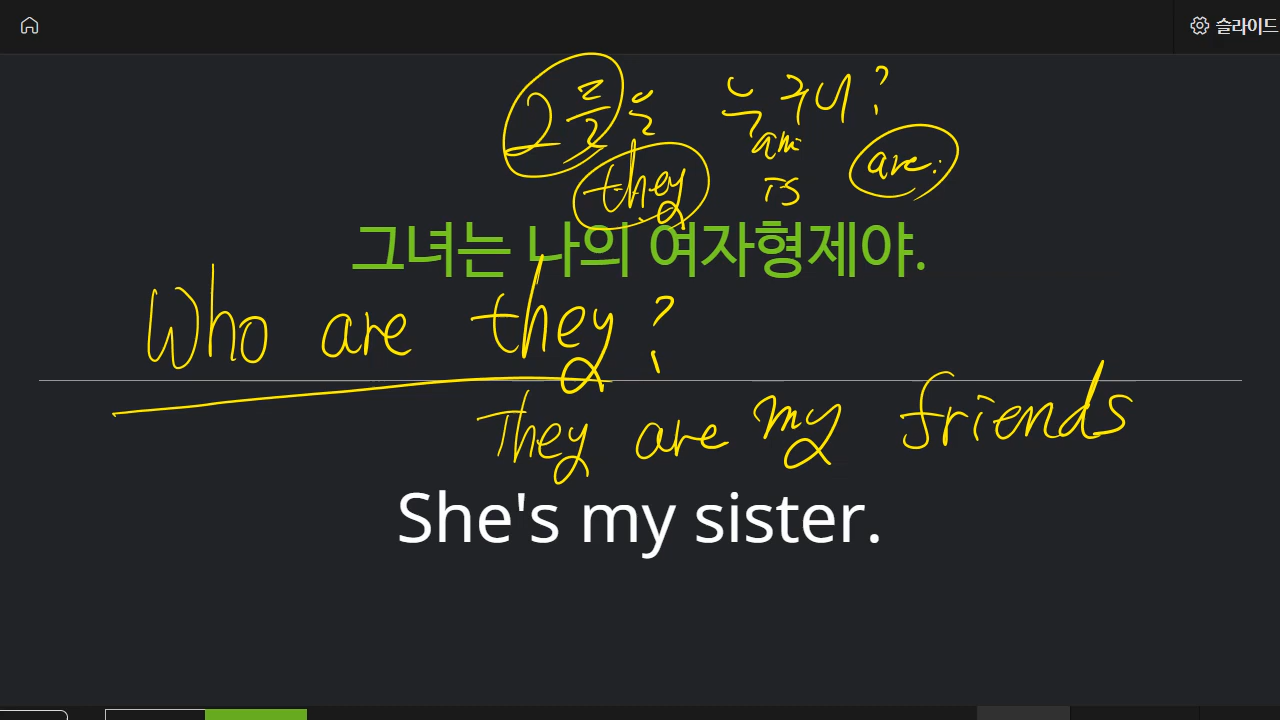 슬라이드
그들은 누구니?
they am is are.
그녀는 나의 여자형제야.
Who are they?
They are my friends
She's my sister.